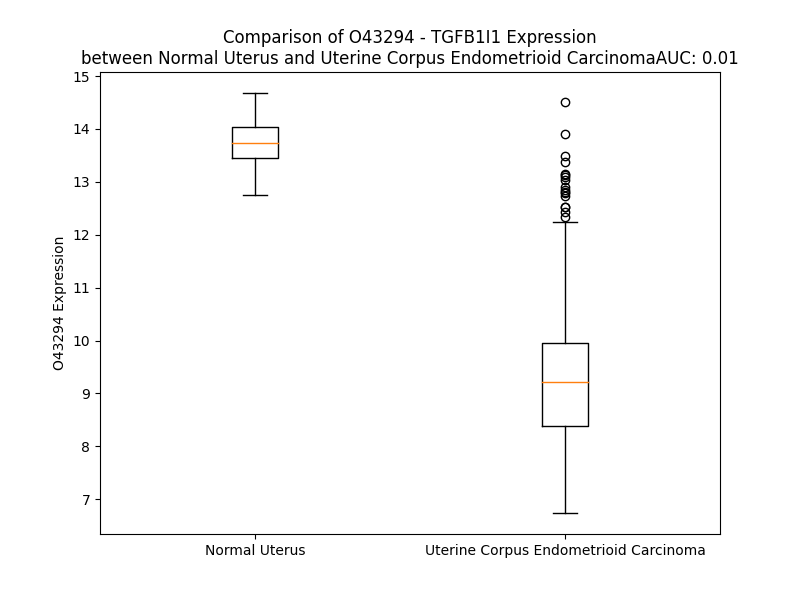 Comparison of O43294 - TGFB1I1 Expression
between Normal Uterus and Uterine Corpus Endometrioid CarcinomaAUC: 0.01
15
14
13
12
11
10
9
8
7
O43294 Expression
Normal Uterus
Uterine Corpus Endometrioid Carcinoma